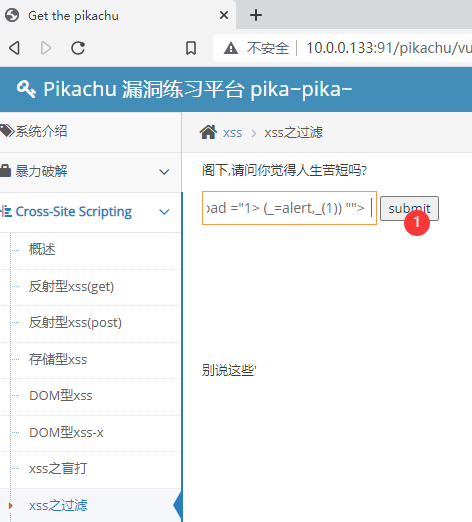 Get the phackchu
不安全 10.0.0.133:91/pikachu/vu
Pikachu 漏洞练习平台 pika~pika~
系统介绍
xss > xss之过滤
阁下,请问你觉得人生苦短吗?
暴力破解
oad ="1> (_=alert,_(1)) "">
submit
1
Cross-Site Scripting
概述
反射型xss(get)
反射型xss(post)
存储型xss
别说这些'
DOM型xss
DOM型xss-x
xss之盲打
xss之过滤